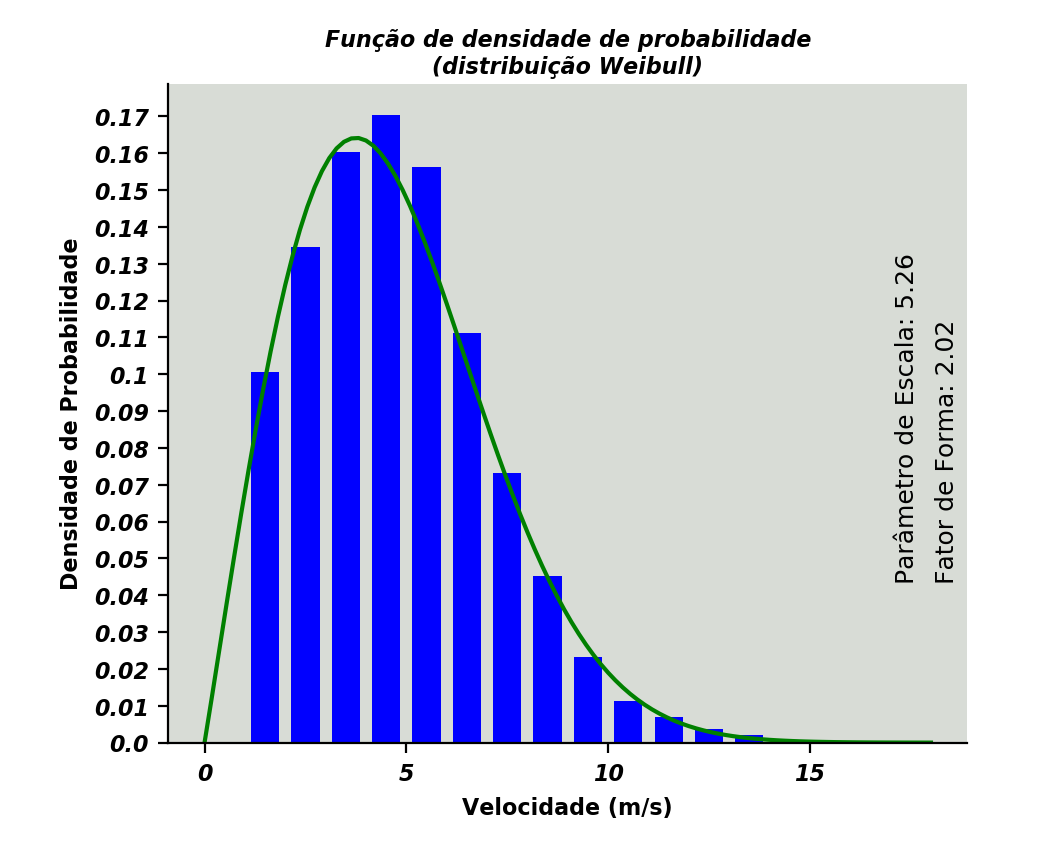 Função de densidade de probabilidade
(distribuição Weibull)
Densidade de Probabilidade
0.17
0.16
0.15
0.14
0.13
0.12
0.11
0.1
0.09
0.08
0.07
0.06
0.05
0.04
0.03
0.02
0.01
0.0
Parâmetro de Escala: 5.26
Fator de Forma: 2.02
0 5 10 15
Velocidade (m/s)